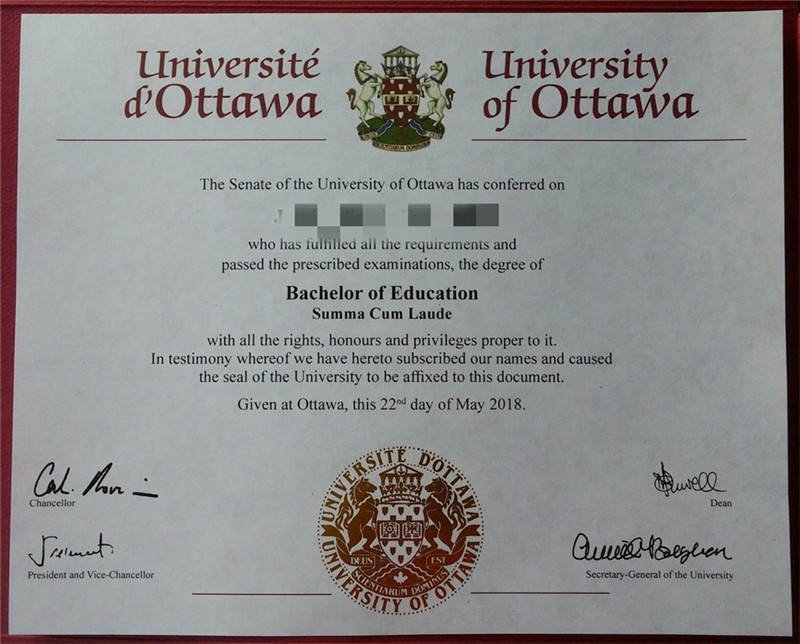 Université
d'Ottawa
University
of Ottawa
The Senate of the University of Ottawa has conferred on
J
who has fulfilled all the requirements and
passed the prescribed examinations, the degree of
Bachelor of Education
Summa Cum Laude
with all the rights, honours and privileges proper to it.
In testimony whereof we have hereto subscribed our names and caused
the seal of the University to be affixed to this document.
Given at Ottawa, this 22nd day of May 2018.
Chancellor
Dean
President and Vice-Chancellor
Secretary-General of the University
UNIVERSITÉ D'OTTAWA
DEUS EST
SCIENTIARUM DOMINUS
UNIVERSITY OF OTTAWA